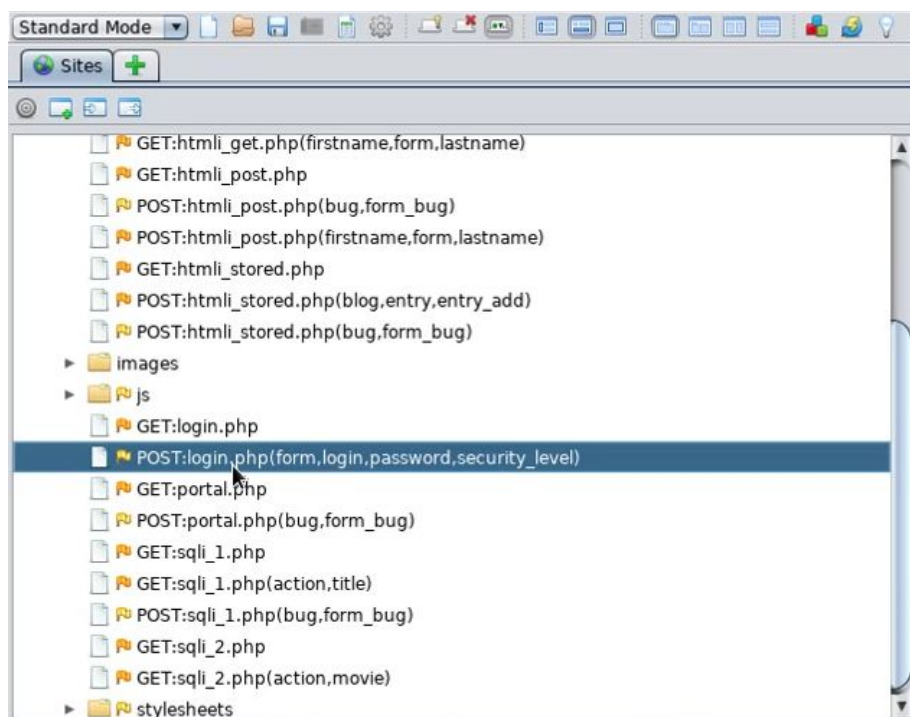 Standard Mode
Sites
GET:htmli_get.php(firstname,form,lastname)
GET:htmli_post.php
POST:htmli_post.php(bug,form_bug)
POST:htmli_post.php(firstname,form,lastname)
GET:htmli_stored.php
POST:htmli_stored.php(blog,entry,entry_add)
POST:htmli_stored.php(bug,form_bug)
images
js
GET:login.php
POST:login.php(form,login,password,security_level)
GET:portal.php
POST:portal.php(bug,form_bug)
GET:sqli_1.php
GET:sqli_1.php(action,title)
POST:sqli_1.php(bug,form_bug)
GET:sqli_2.php
GET:sqli_2.php(action,movie)
stylesheets